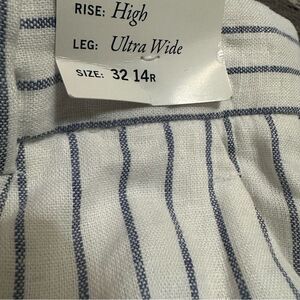 RISE: High
LEG: Ultra Wide
SIZE: 32 14R